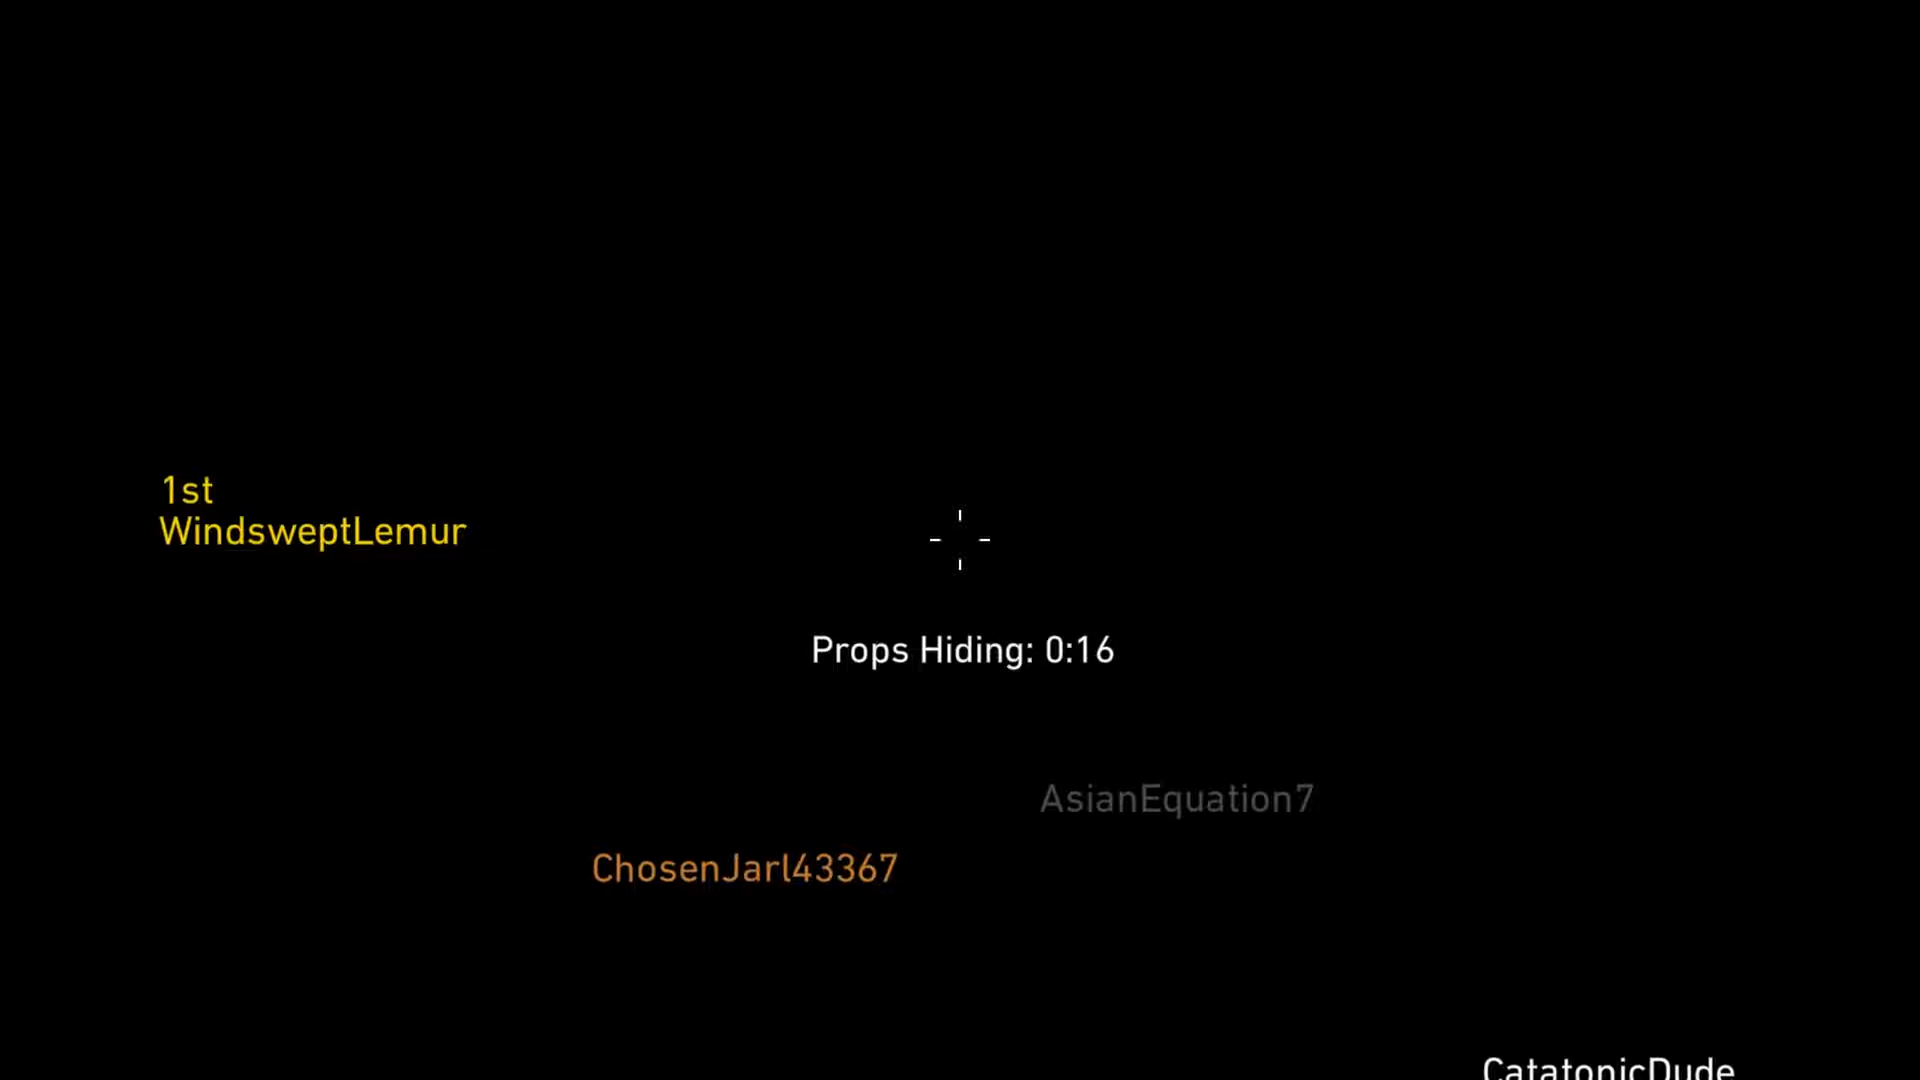 1st
WindsweptLemur
Props Hiding: 0:16
AsianEquation7
ChosenJarl43367
CatatonicDude